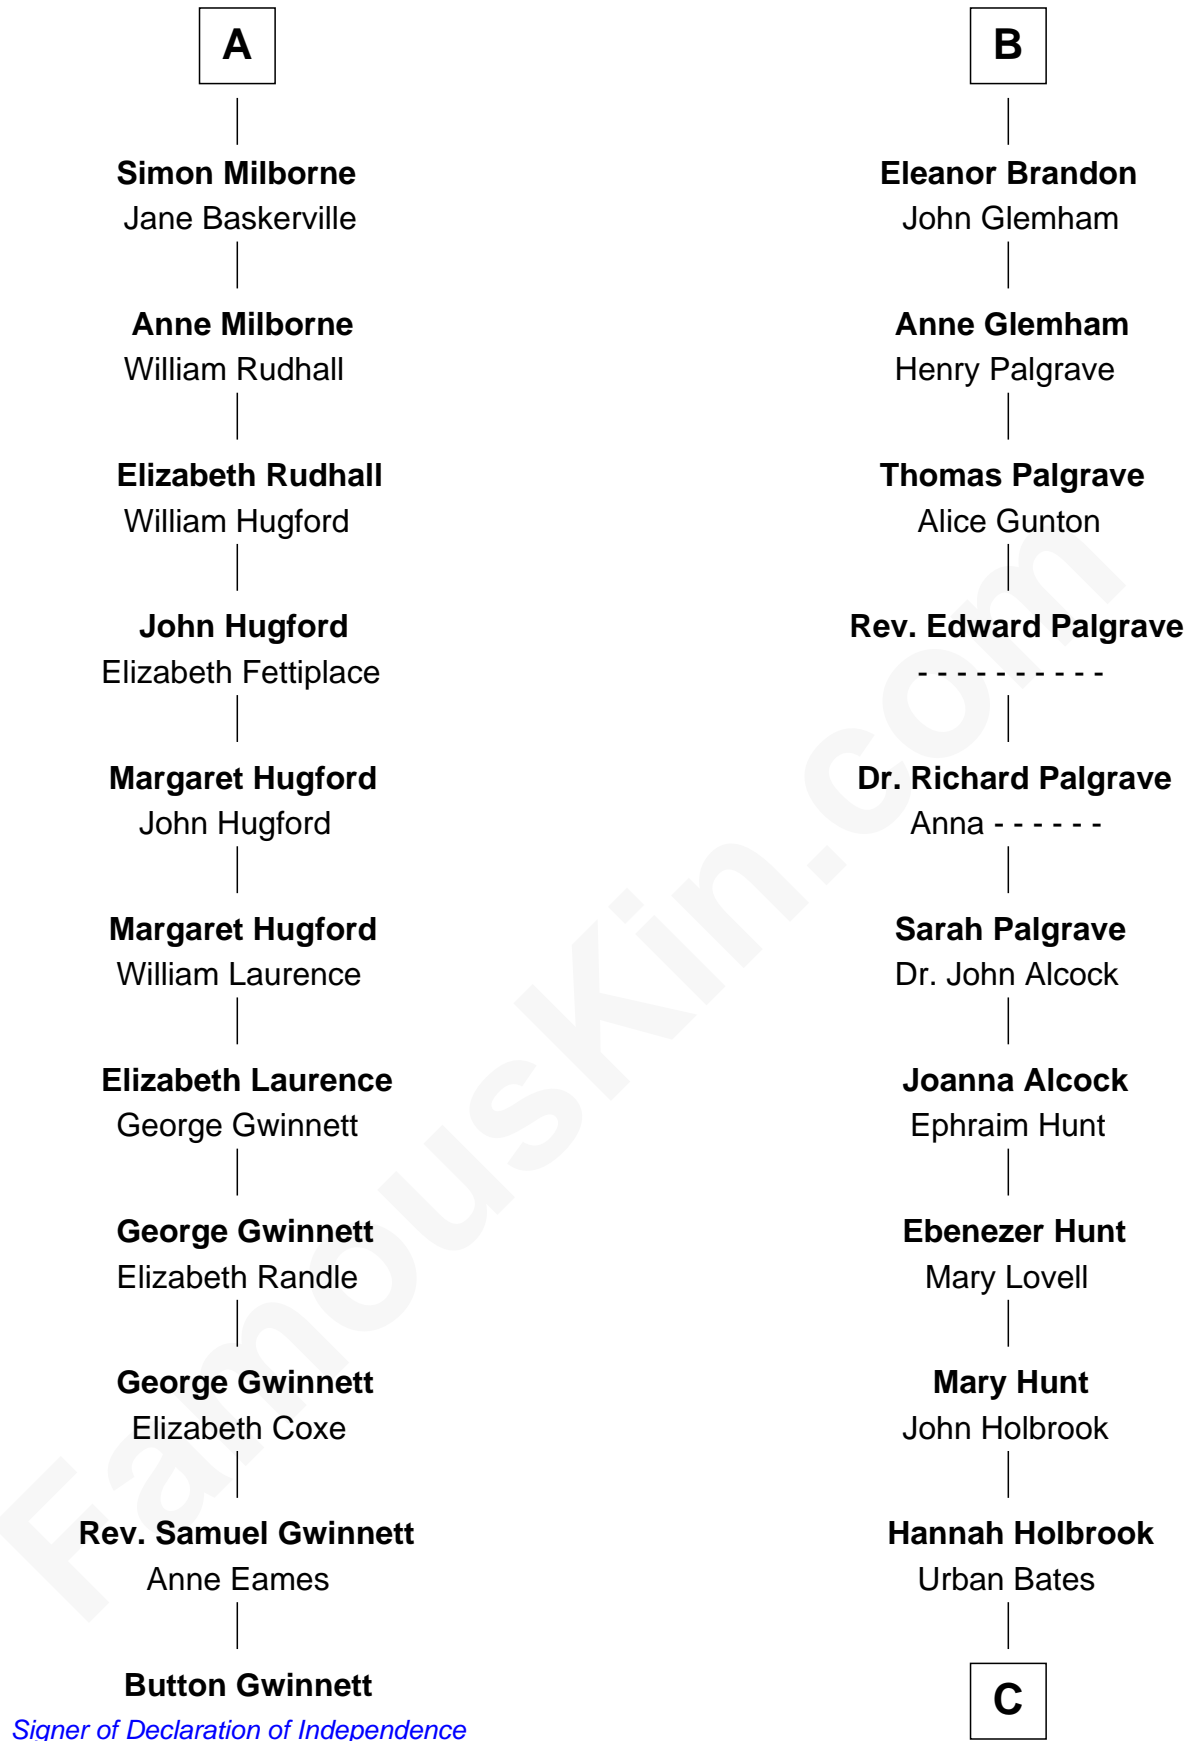 A
Simon Milborne
Jane Baskerville
Anne Milborne
William Rudhall
Elizabeth Rudhall
William Hugford
John Hugford
Elizabeth Fettiplace
Margaret Hugford
John Hugford
Margaret Hugford
William Laurence
Elizabeth Laurence
George Gwinnett
George Gwinnett
Elizabeth Randle
George Gwinnett
Elizabeth Coxe
Rev. Samuel Gwinnett
Anne Eames
Button Gwinnett
Signer of Declaration of Independence
B
Eleanor Brandon
John Glemham
Anne Glemham
Henry Palgrave
Thomas Palgrave
Alice Gunton
Rev. Edward Palgrave
- - - - - - - - - -
Dr. Richard Palgrave
Anna - - - - - -
Sarah Palgrave
Dr. John Alcock
Joanna Alcock
Ephraim Hunt
Ebenezer Hunt
Mary Lovell
Mary Hunt
John Holbrook
Hannah Holbrook
Urban Bates
C
FamousKin.com